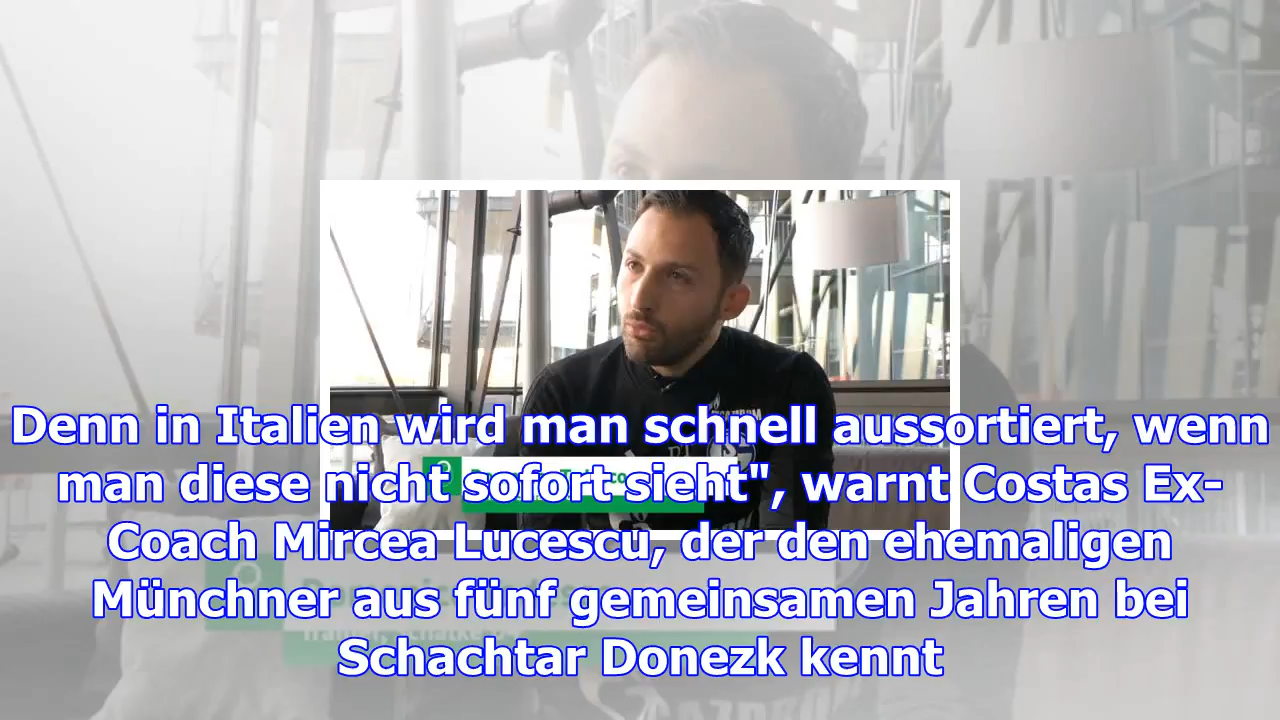 Denn in Italien wird man schnell aussortiert, wenn
man diese nicht sofort sieht", warnt Costas Ex-
Coach Mircea Lucescu, der den ehemaligen
Münchner aus fünf gemeinsamen Jahren bei
Schachtar Donezk kennt